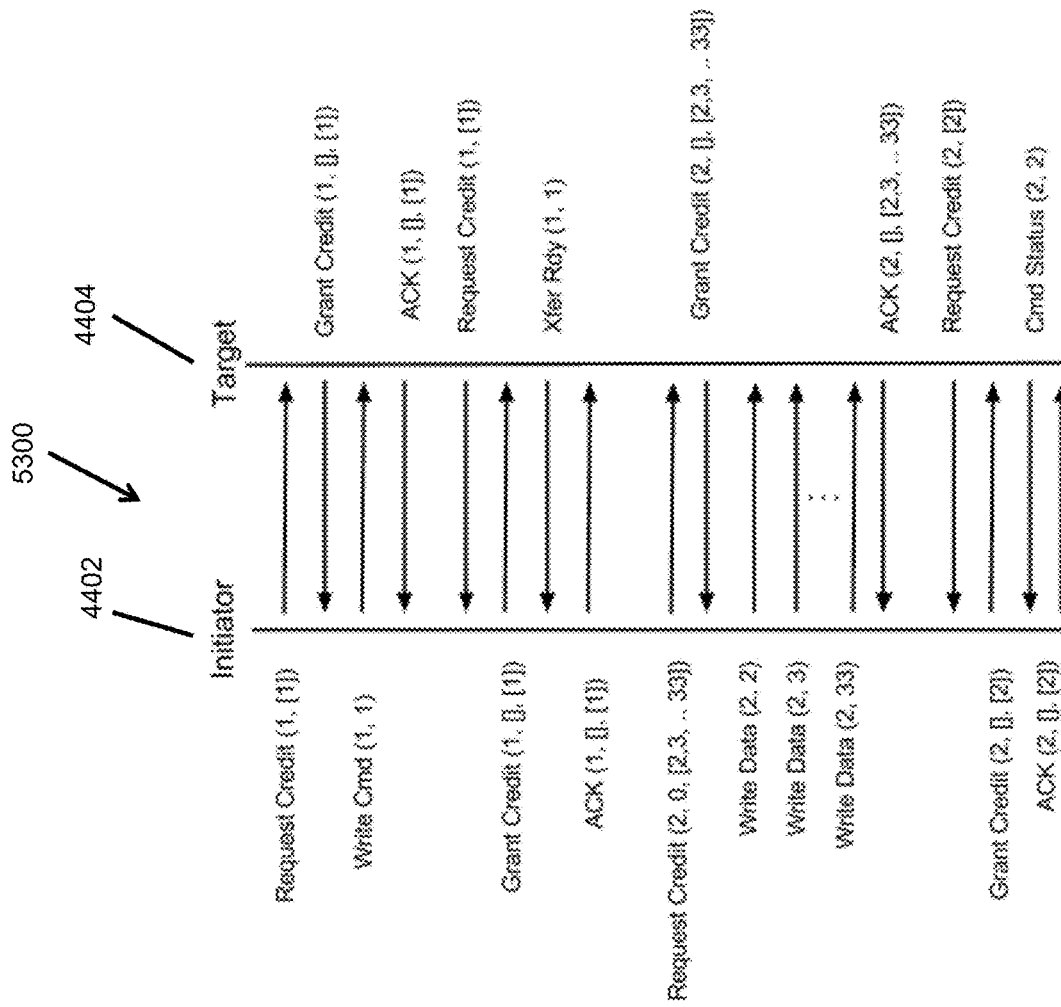 5300
4402
4404
Initiator
Target
Request Credit (1, [1])
Grant Credit (1, [], [1])
Write Cmd (1, 1)
ACK (1, [], [1])
Request Credit (1, [1])
Grant Credit (1, [], [1])
Xfer Rdy (1, 1)
ACK (1, [], [1])
Request Credit (2, 0, [2,3, .. 33])
Grant Credit (2, [], [2,3, .. 33])
Write Data (2, 2)
Write Data (2, 3)
Write Data (2, 33)
ACK (2, [], [2,3, .. 33])
Request Credit (2, [2])
Grant Credit (2, [], [2])
Cmd Status (2, 2)
ACK (2, [], [2])